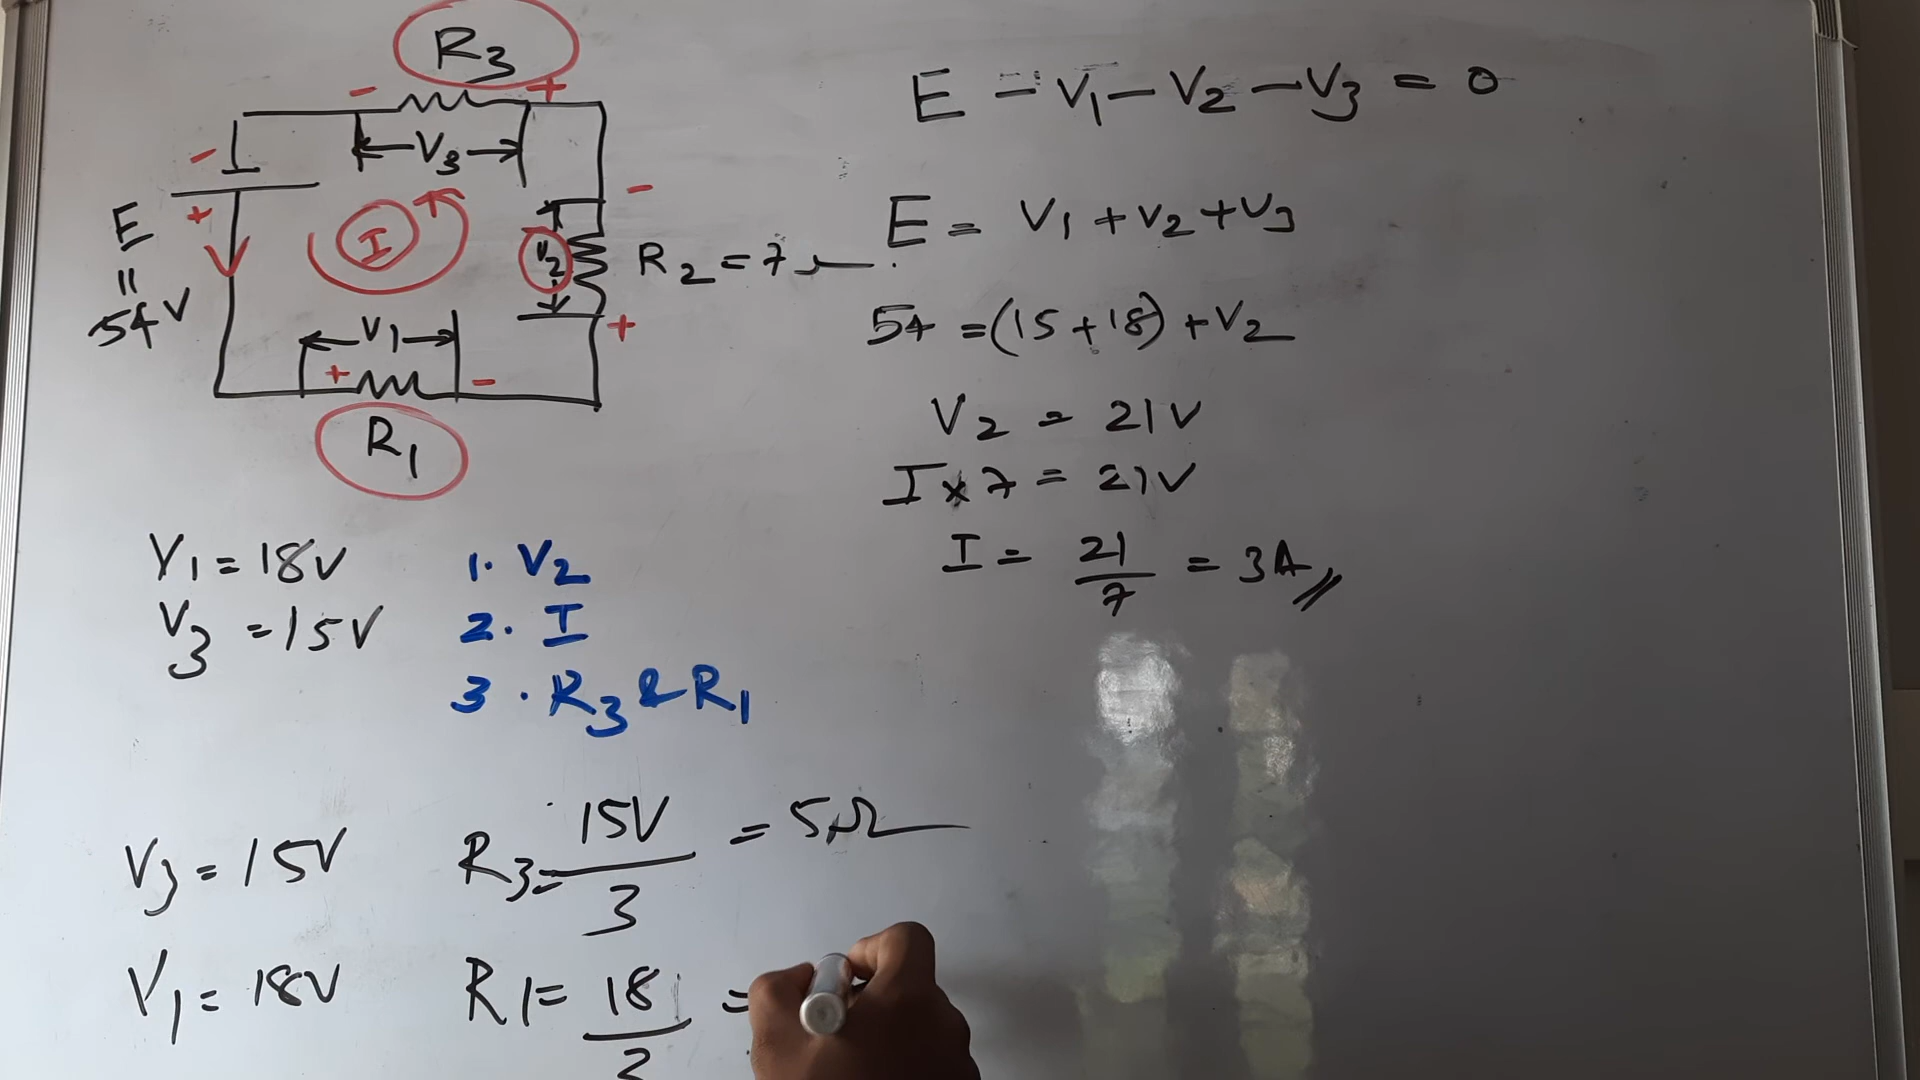 R3
- +
V3
-
+
E
=
54V
I
-
V2
R2 = 7Ω
+
V1
+ -
R1
E - V1 - V2 - V3 = 0
E = V1 + V2 + V3
54 = (15 + 18) + V2
V2 = 21V
I x 7 = 21V
I = 21/7 = 3A
V1 = 18V
V3 = 15V
1. V2
2. I
3. R3 & R1
V3 = 15V R3 = 15V/3 = 5Ω
V1 = 18V R1 = 18/ =